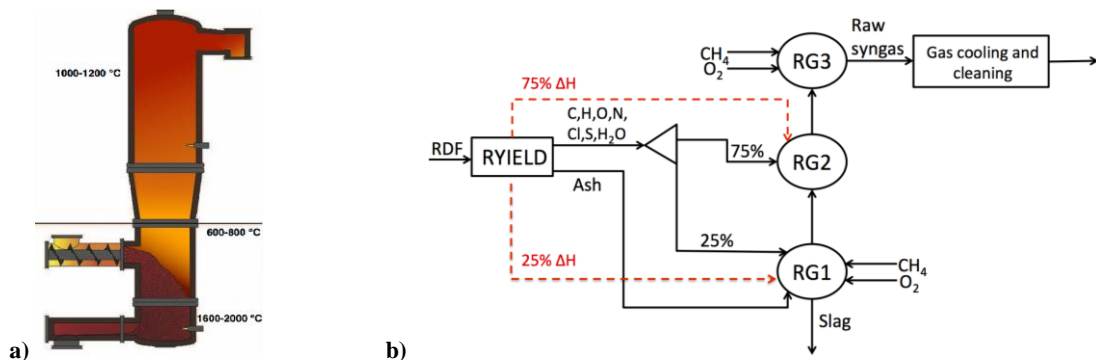 1000-1200 °C
600-800 °C
1600-2000 °C
a)
b)
RDF
RYIELD
75% ΔH
C,H,O,N,
Cl,S,H₂O
Ash
25% ΔH
75%
25%
CH₄
O₂
RG3
RG2
RG1
CH₄
O₂
Slag
Raw
syngas
Gas cooling and
cleaning